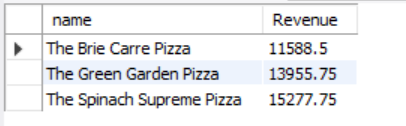 name Revenue
The Brie Carre Pizza 11588.5
The Green Garden Pizza 13955.75
The Spinach Supreme Pizza 15277.75